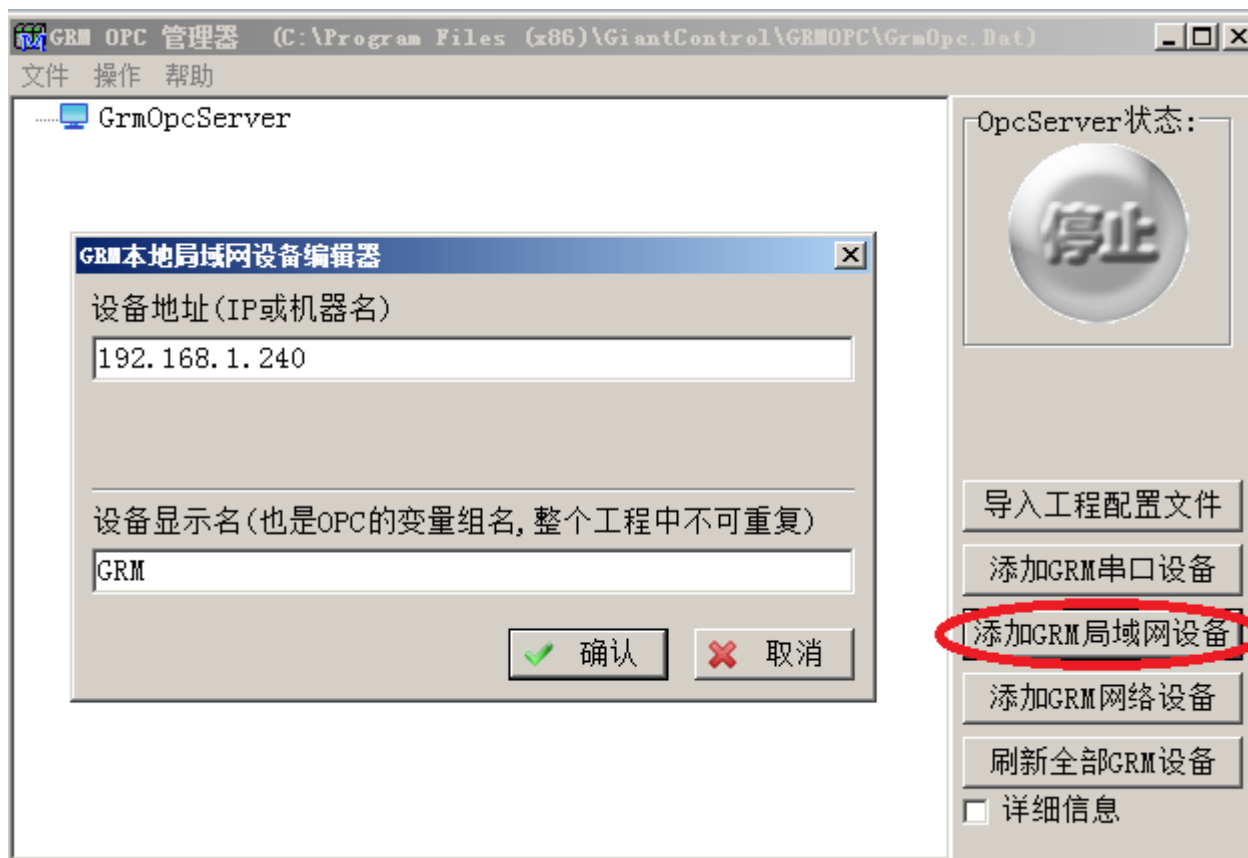 GRM OPC 管理器 (C:\Program Files (x86)\GiantControl\GRMOPC\GrmOpc.Dat)
文件 操作 帮助
GrmOpcServer
OpcServer状态:
停止
GRM本地局域网设备编辑器
设备地址(IP或机器名)
192.168.1.240
设备显示名(也是OPC的变量组名,整个工程中不可重复)
GRM
确认 取消
导入工程配置文件
添加GRM串口设备
添加GRM局域网设备
添加GRM网络设备
刷新全部GRM设备
详细信息